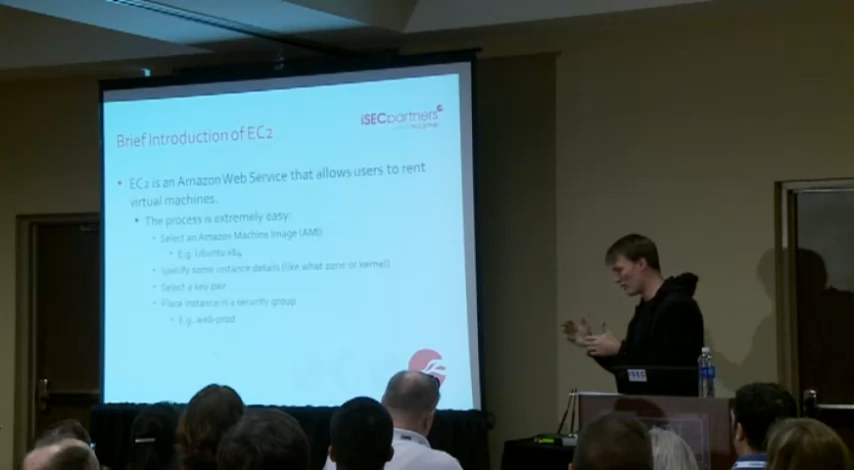 iSECpartners
Brief Introduction of EC2
• EC2 is an Amazon Web Service that allows users to rent
virtual machines.
• The process is extremely easy:
• Select an Amazon Machine Image (AMI)
• E.g. Ubuntu x64
• Specify some instance details (like what zone or kernel)
• Select a key pair
• Place instance in a security group
• E.g. web-prod